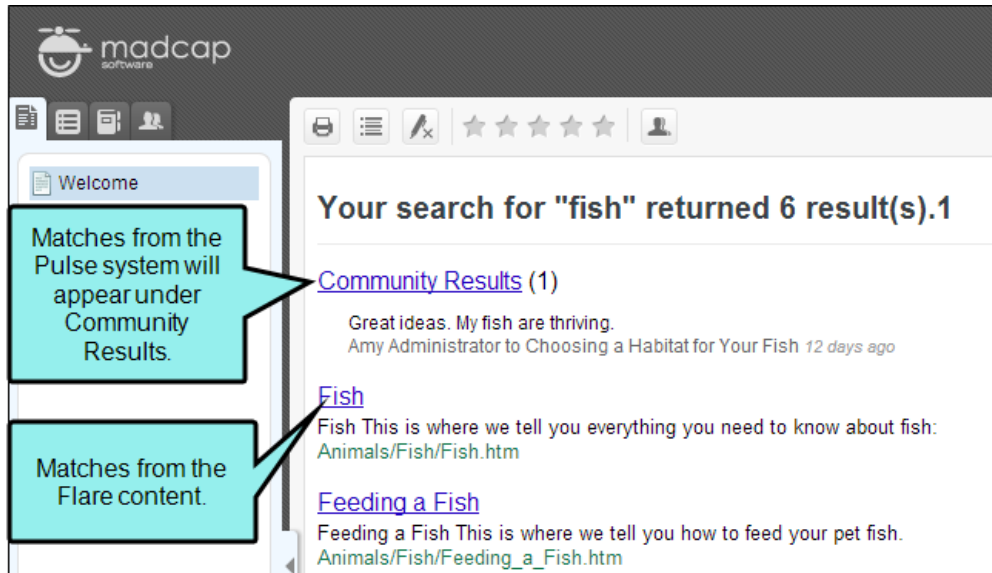 madcap
software
Welcome
Matches from the
Pulse system will
appear under
Community
Results.
Matches from the
Flare content.
Your search for "fish" returned 6 result(s).1
Community Results (1)
Great ideas. My fish are thriving.
Amy Administrator to Choosing a Habitat for Your Fish 12 days ago
Fish
Fish This is where we tell you everything you need to know about fish:
Animals/Fish/Fish.htm
Feeding a Fish
Feeding a Fish This is where we tell you how to feed your pet fish.
Animals/Fish/Feeding_a_Fish.htm